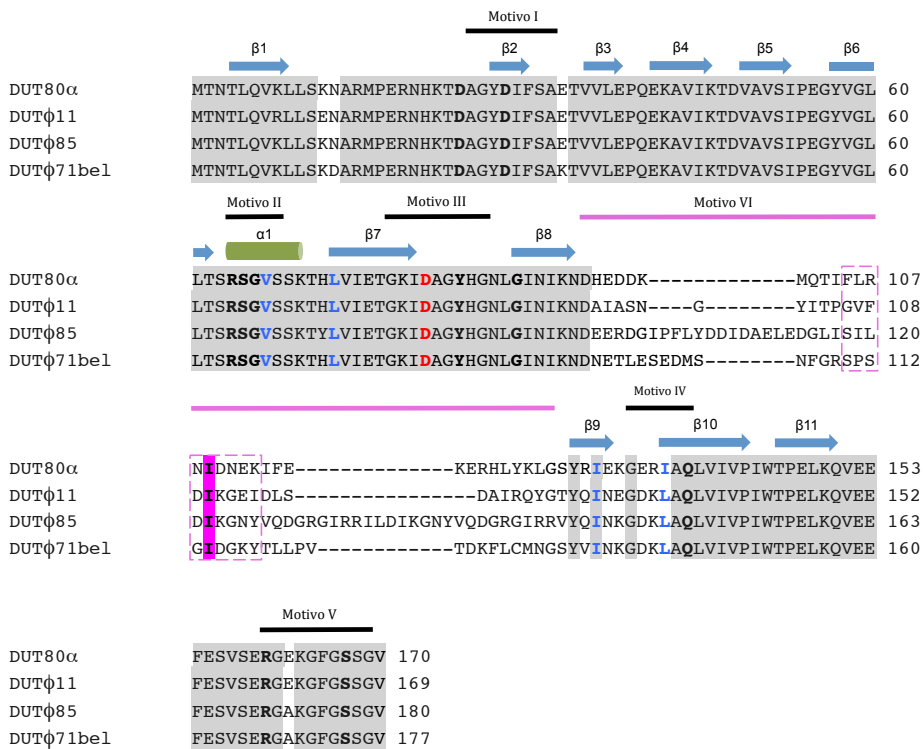 Motivo I
β1 β2 β3 β4 β5 β6
DUT80α MTNTLQVKLLSKNARMPERNHKTDAGYDIFSAETVVLEPQEKAVIKTDVAVSIPEGYVGL 60
DUTϕ11 MTNTLQVRLLSENARMPERNHKTDAGYDIFSAETVVLEPQEKAVIKTDVAVSIPEGYVGL 60
DUTϕ85 MTNTLQVKLLSKNARMPERNHKTDAGYDIFSAETVVLEPQEKAVIKTDVAVSIPEGYVGL 60
DUTϕ71bel MTNTLQVKLLSKDARMPERNHKTDAGYDIFSAKTVVLEPQEKAVIKTDVAVSIPEGYVGL 60
Motivo II Motivo III Motivo VI
α1 β7 β8
DUT80α LTSRSGVSSKTHLVIETGKIDAGYHGNLGINIKNDHEDDK-------------MQTIFLR 107
DUTϕ11 LTSRSGVSSKTHLVIETGKIDAGYHGNLGINIKNDAIASN----G--------YITPGVF 108
DUTϕ85 LTSRSGVSSKTYLVIETGKIDAGYHGNLGINIKNDEERDGIPFLYDDIDAELEDGLISIL 120
DUTϕ71bel LTSRSGVSSKTHLVIETGKIDAGYHGNLGINIKNDNETLESEDMS--------NFGRSPS 112
Motivo IV
β9 β10 β11
DUT80α NIDNEKIFE--------------KERHLYKLGSYRIEKGERIAQLVIVPIWTPELKQVEE 153
DUTϕ11 DIKGEIDLS----------------DAIRQYGTYQINEGDKLAQLVIVPIWTPELKQVEE 152
DUTϕ85 DIKGNYVQDGRGIRRILDIKGNYVQDGRGIRRVYQINKGDKLAQLVIVPIWTPELKQVEE 163
DUTϕ71bel GIDGKYTLLPV------------TDKFLCMNGSYVINKGDKLAQLVIVPIWTPELKQVEE 160
Motivo V
DUT80α FESVSERGEKGFGSSGV 170
DUTϕ11 FESVSERGEKGFGSSGV 169
DUTϕ85 FESVSERGAKGFGSSGV 180
DUTϕ71bel FESVSERGAKGFGSSGV 177